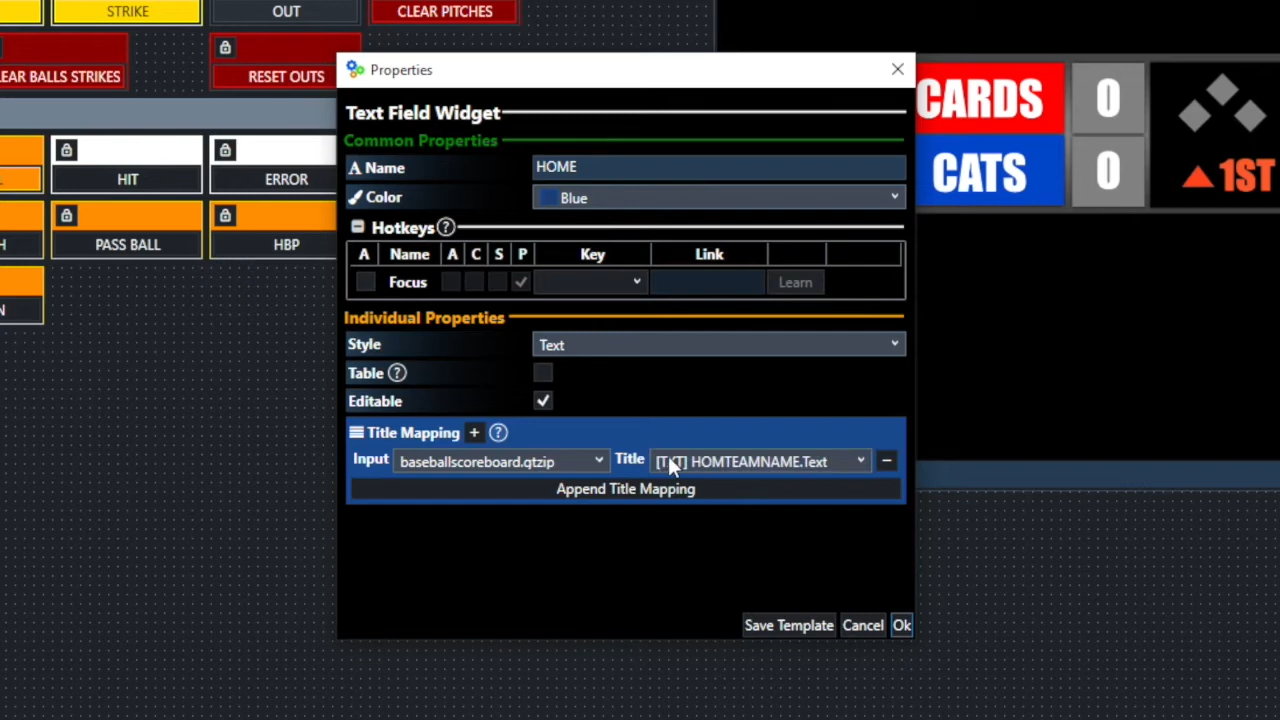 STRIKE
OUT
CLEAR PITCHES
EAR BALLS STRIKES
RESET OUTS
HIT
ERROR
PASS BALL
HBP
Properties
Text Field Widget
Common Properties
A Name HOME
Color Blue
Hotkeys ?
A Name A C S P Key Link
Focus Learn
Individual Properties
Style Text
Table ?
Editable
Title Mapping + ?
Input baseballscoreboard.gtzip Title [TXT] HOMTEAMNAME.Text −
Append Title Mapping
Save Template Cancel Ok
CARDS 0
CATS 0
1ST